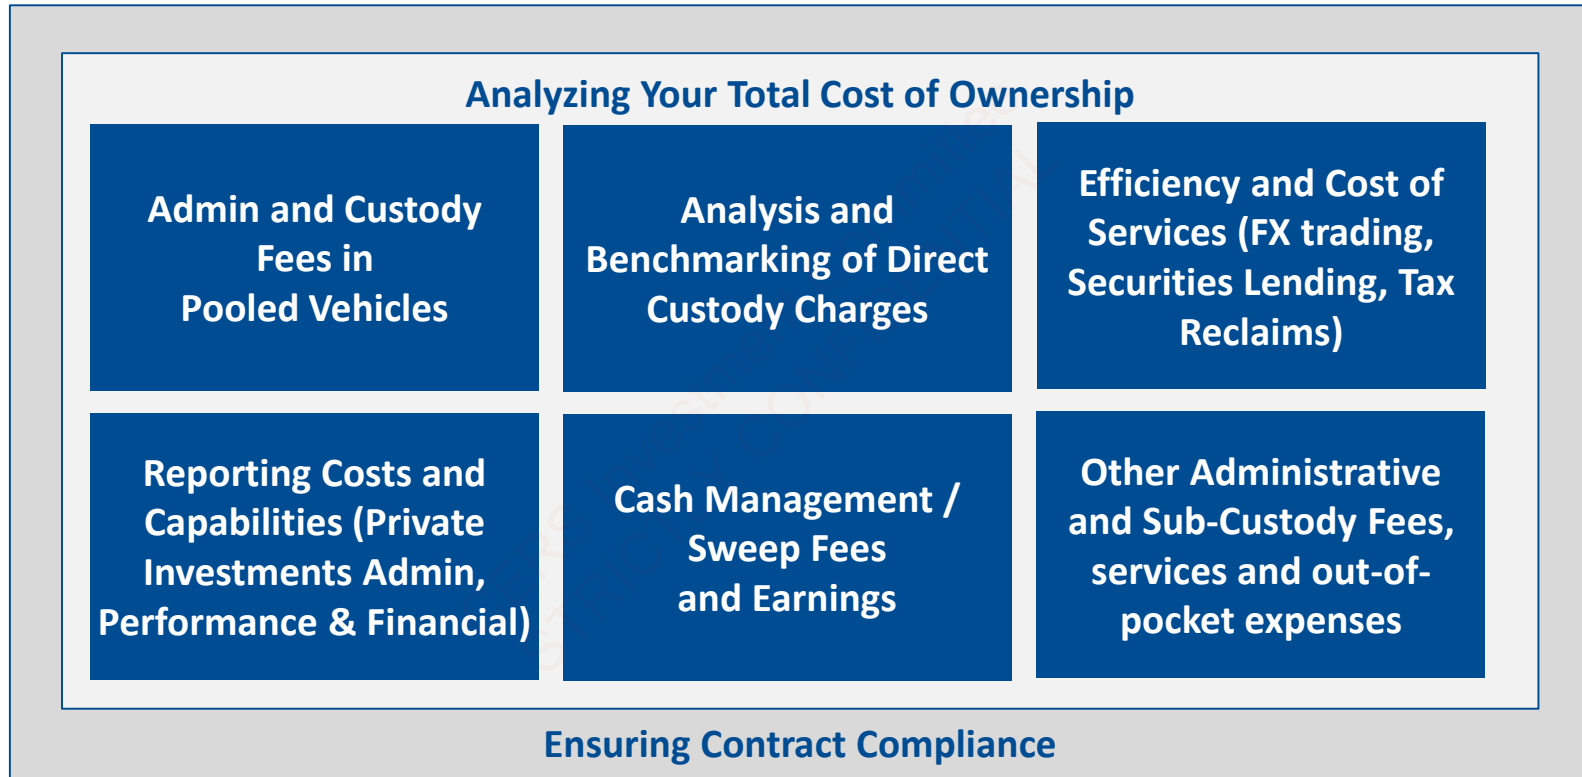 Analyzing Your Total Cost of Ownership
Admin and Custody
Fees in
Pooled Vehicles
Analysis and
Benchmarking of Direct
Custody Charges
Efficiency and Cost of
Services (FX trading,
Securities Lending, Tax
Reclaims)
Reporting Costs and
Capabilities (Private
Investments Admin,
Performance & Financial)
Cash Management /
Sweep Fees
and Earnings
Other Administrative
and Sub-Custody Fees,
services and out-of-
pocket expenses
Ensuring Contract Compliance